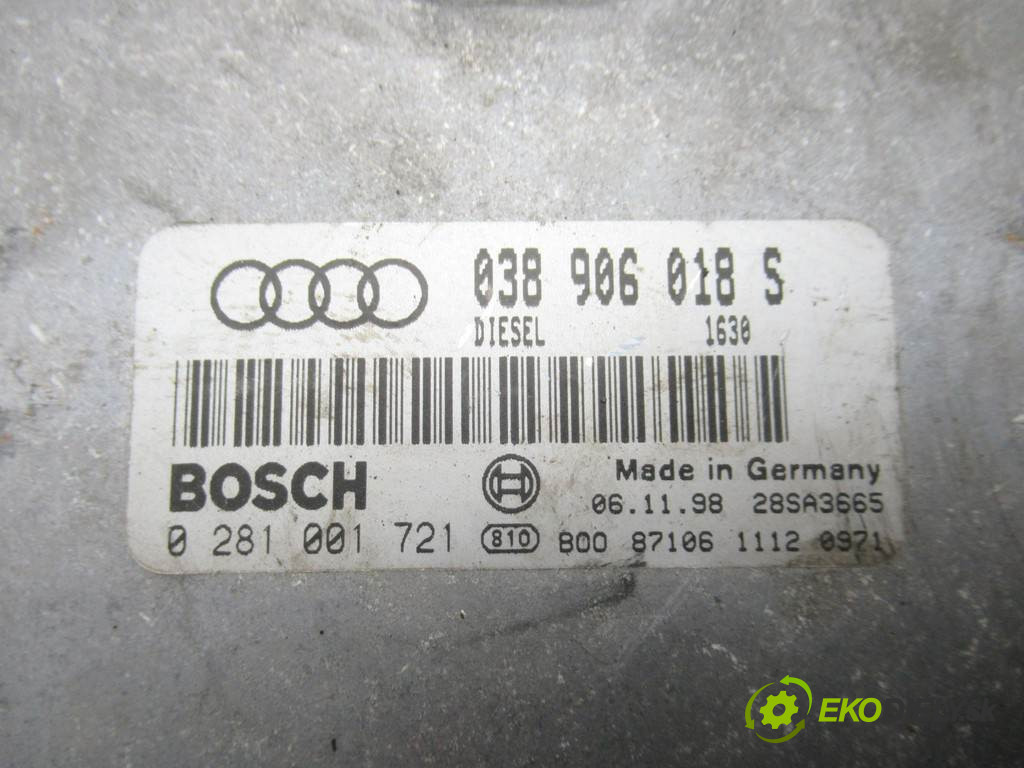 038 906 018 S
DIESEL 1630
BOSCH
Made in Germany
06.11.98 28SA3665
0 281 001 721 810 B00 87106 1112 0971
EKO